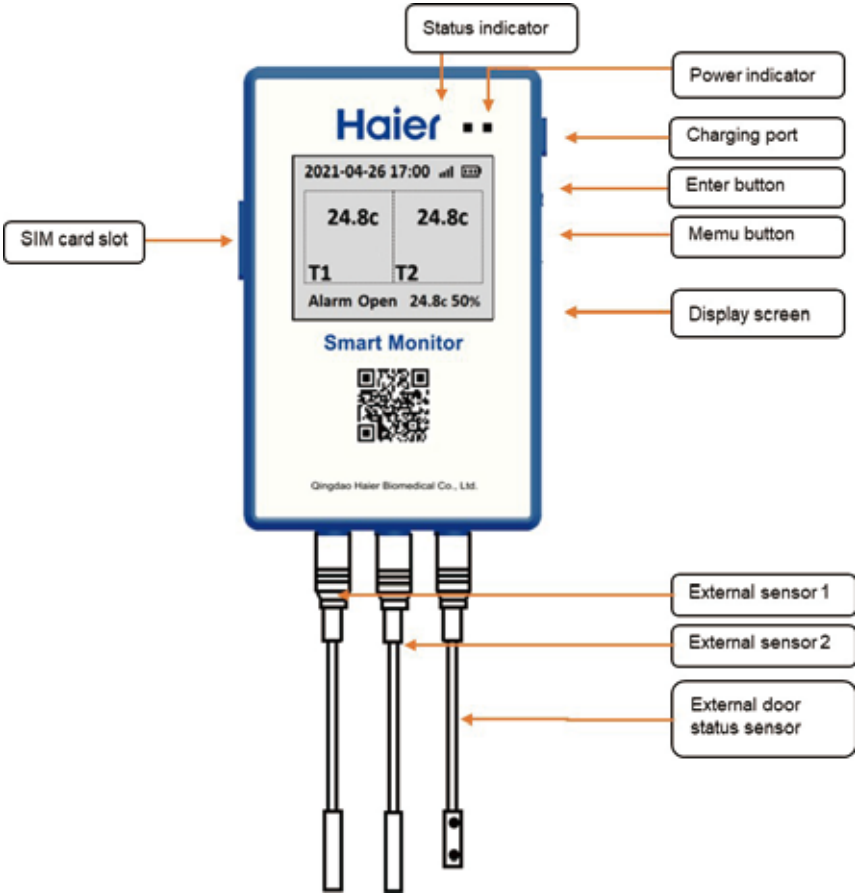 Status indicator
Power indicator
Haier
Charging port
2021-04-26 17:00
Enter button
24.8c 24.8c
SIM card slot
Memu button
T1 T2
Alarm Open 24.8c 50%
Display screen
Smart Monitor
Qingdao Haier Biomedical Co., Ltd.
External sensor 1
External sensor 2
External door
status sensor